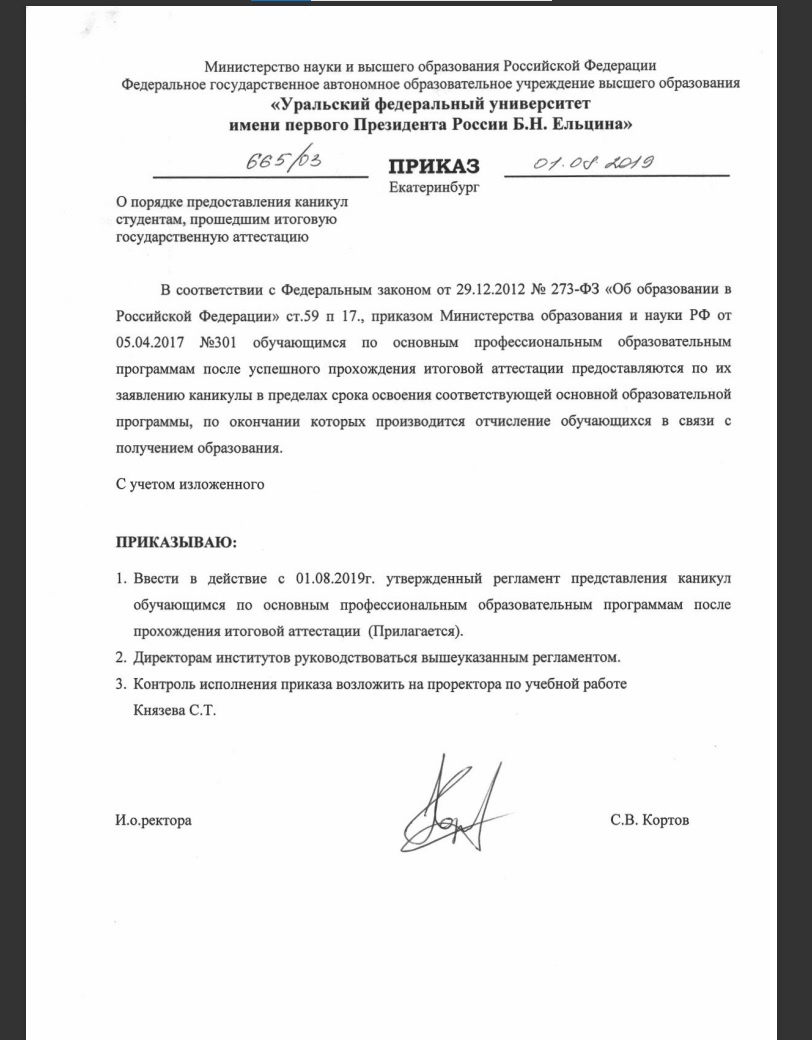 Министерство науки и высшего образования Российской Федерации
Федеральное государственное автономное образовательное учреждение высшего образования
«Уральский федеральный университет
имени первого Президента России Б.Н. Ельцина»
665/03 ПРИКАЗ 01.08.2019
Екатеринбург
О порядке предоставления каникул
студентам, прошедшим итоговую
государственную аттестацию
В соответствии с Федеральным законом от 29.12.2012 № 273-ФЗ «Об образовании в
Российской Федерации» ст.59 п 17., приказом Министерства образования и науки РФ от
05.04.2017 №301 обучающимся по основным профессиональным образовательным
программам после успешного прохождения итоговой аттестации предоставляются по их
заявлению каникулы в пределах срока освоения соответствующей основной образовательной
программы, по окончании которых производится отчисление обучающихся в связи с
получением образования.
С учетом изложенного
ПРИКАЗЫВАЮ:
1. Ввести в действие с 01.08.2019г. утвержденный регламент представления каникул
обучающимся по основным профессиональным образовательным программам после
прохождения итоговой аттестации (Прилагается).
2. Директорам институтов руководствоваться вышеуказанным регламентом.
3. Контроль исполнения приказа возложить на проректора по учебной работе
Князева С.Т.
И.о.ректора С.В. Кортов